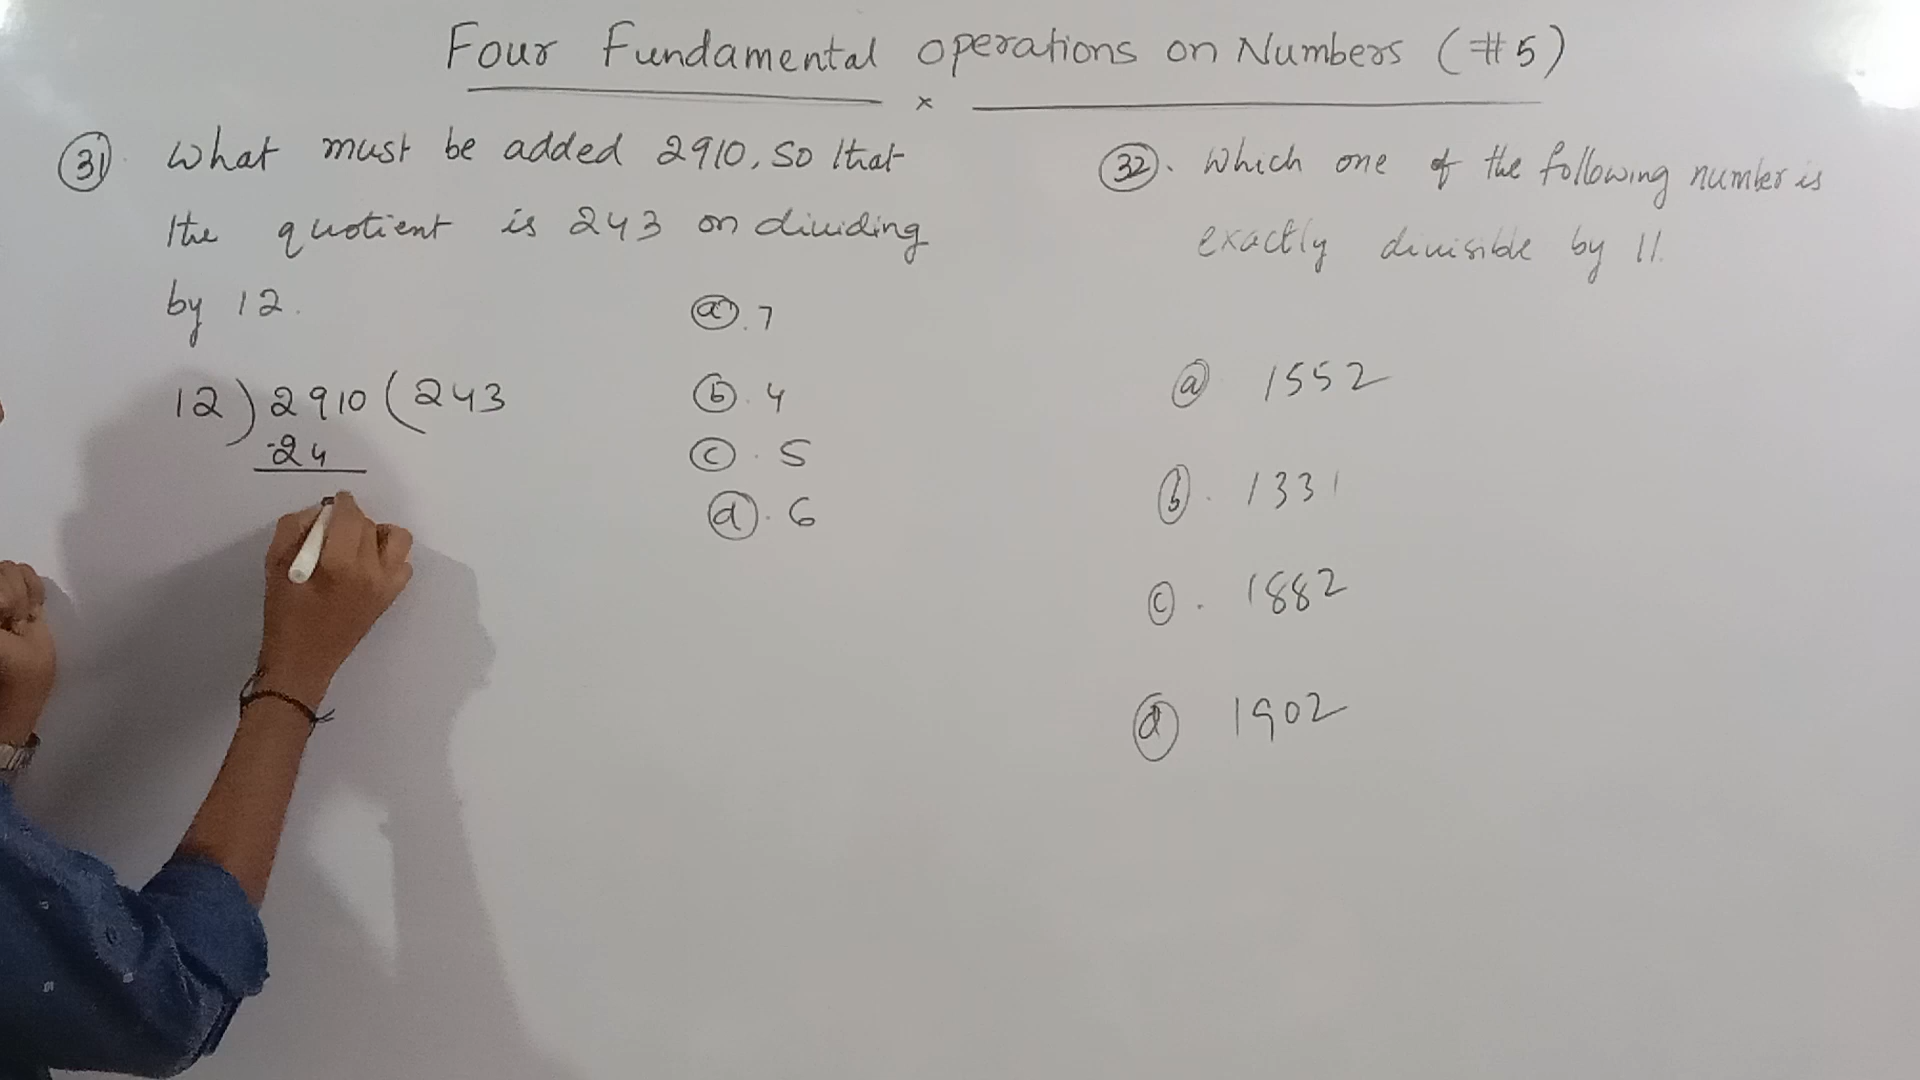 Four Fundamental operations on Numbers (#5)
x
31. What must be added 2910, so that
the quotient is 243 on dividing
by 12.
a. 7
12)2910(243
b. 4
-24
c. 5
d. 6
32. Which one of the following number is
exactly divisible by 11.
a 1552
b. 1331
c. 1882
d 1902